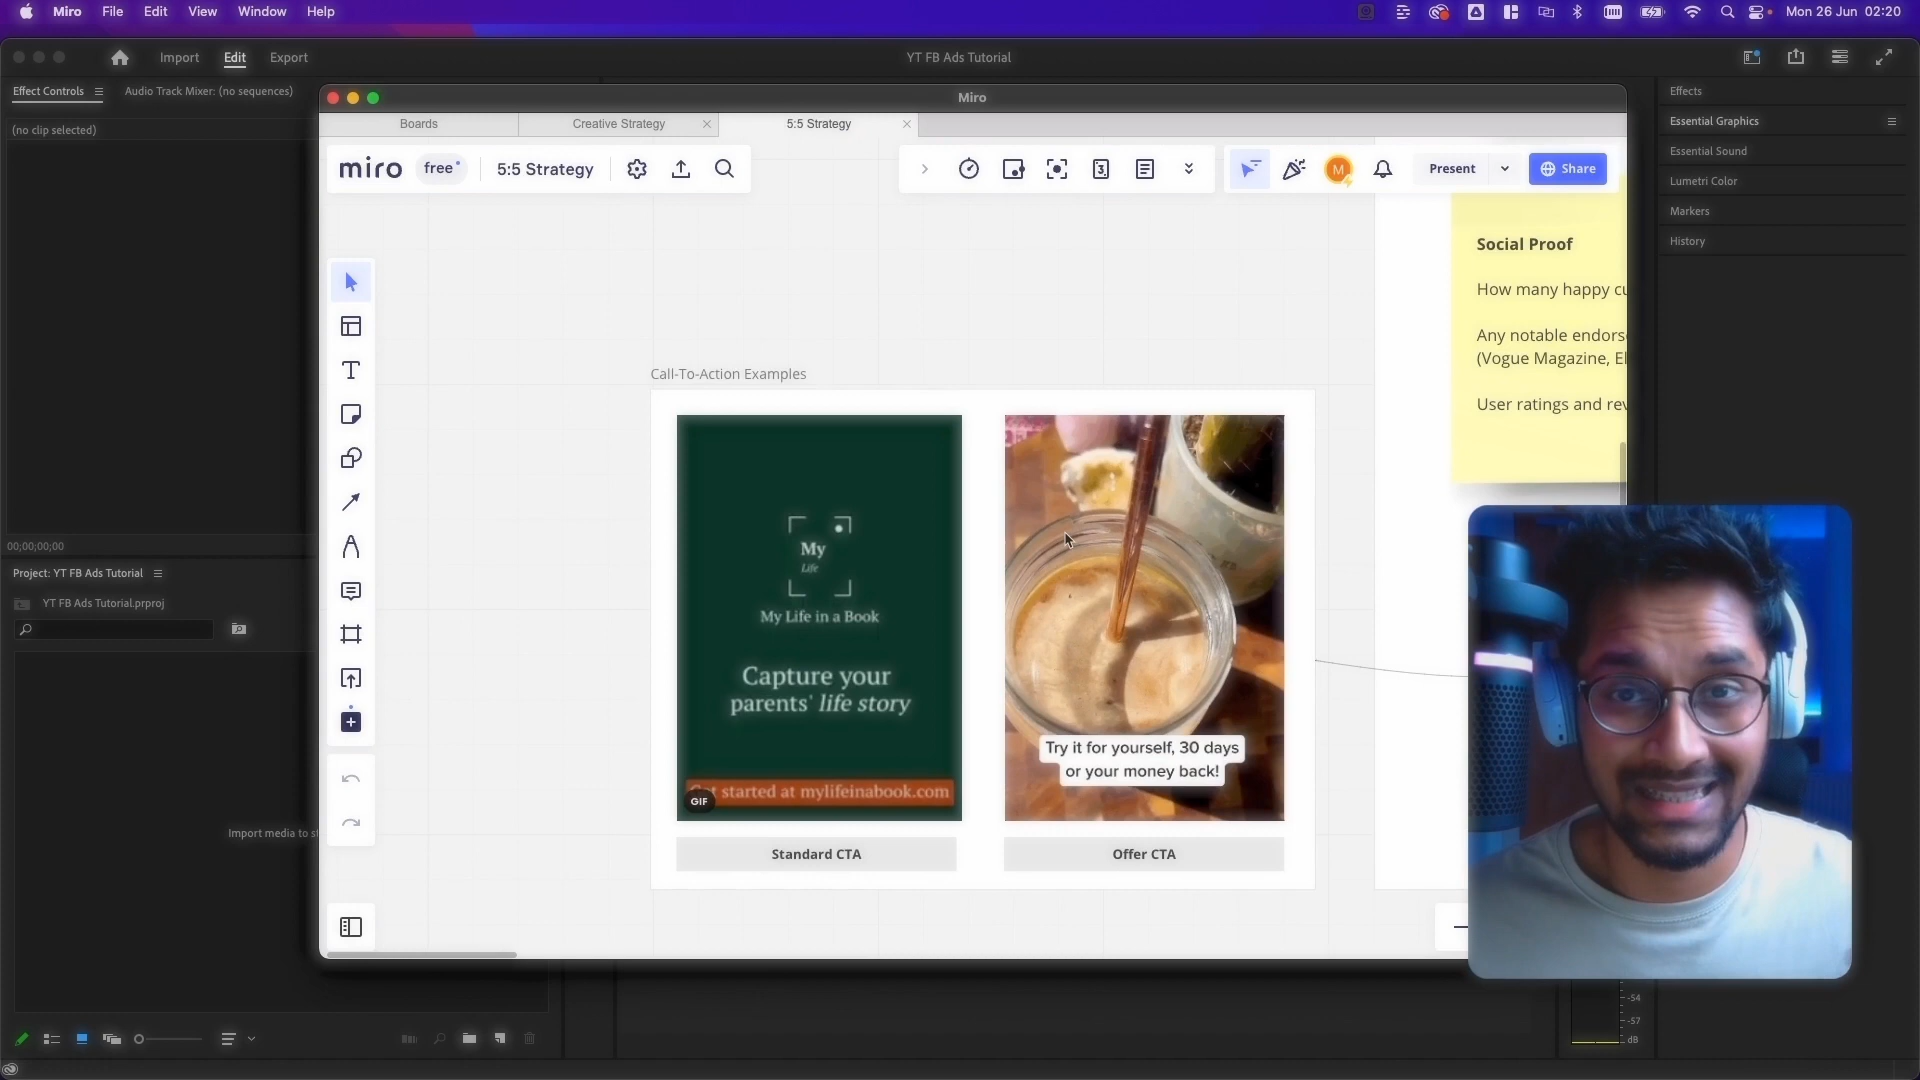 Miro File Edit View Window Help
Mon 26 Jun 02:20
Import Edit Export
YT FB Ads Tutorial
Effect Controls
Audio Track Mixer: (no sequences)
(no clip selected)
Miro
Boards
Creative Strategy
5:5 Strategy
miro free
5:5 Strategy
3
M
Present
Share
Effects
Essential Graphics
Essential Sound
Lumetri Color
Markers
History
Social Proof
How many happy
Any notable
(Vogue Magazine,
User ratings and
Call-To-Action Examples
My
Life
My Life in a Book
Capture your
parents' life story
started at mylifeinabook.com
GIF
Standard CTA
Try it for yourself, 30 days
or your money back!
Offer CTA
00;00;00;00
Project: YT FB Ads Tutorial
YT FB Ads Tutorial.prproj
Import media to
-54
-57
dB